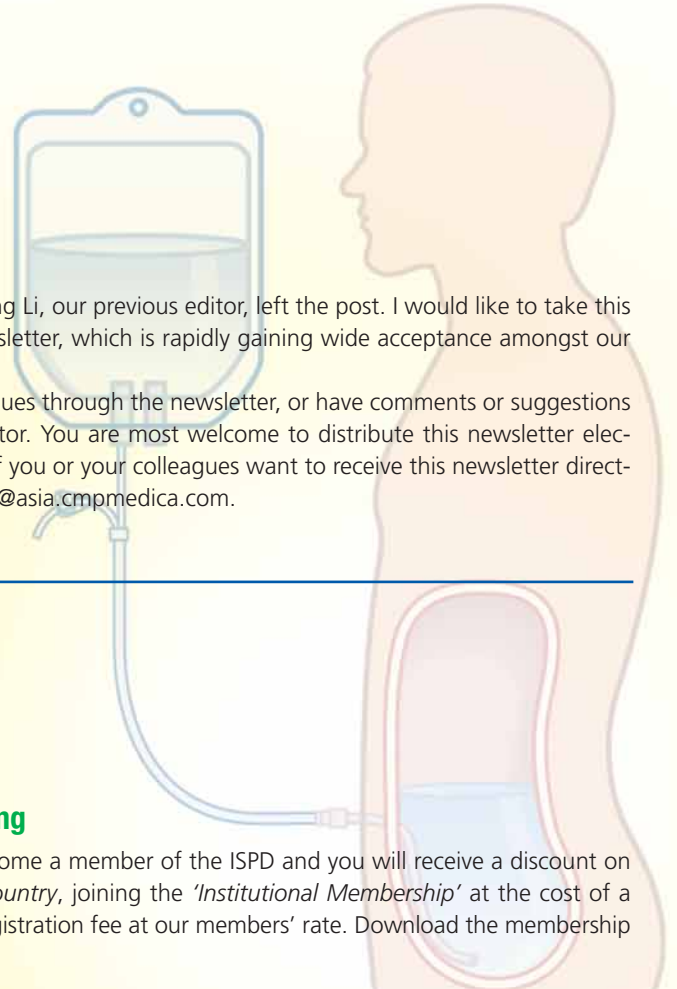 g Li, our previous editor, left the post. I would like to take this
sletter, which is rapidly gaining wide acceptance amongst our
ues through the newsletter, or have comments or suggestions
tor. You are most welcome to distribute this newsletter elec-
f you or your colleagues want to receive this newsletter direct-
@asia.cmpmedica.com.
ng
ome a member of the ISPD and you will receive a discount on
ountry, joining the ‘Institutional Membership’ at the cost of a
gistration fee at our members’ rate. Download the membership